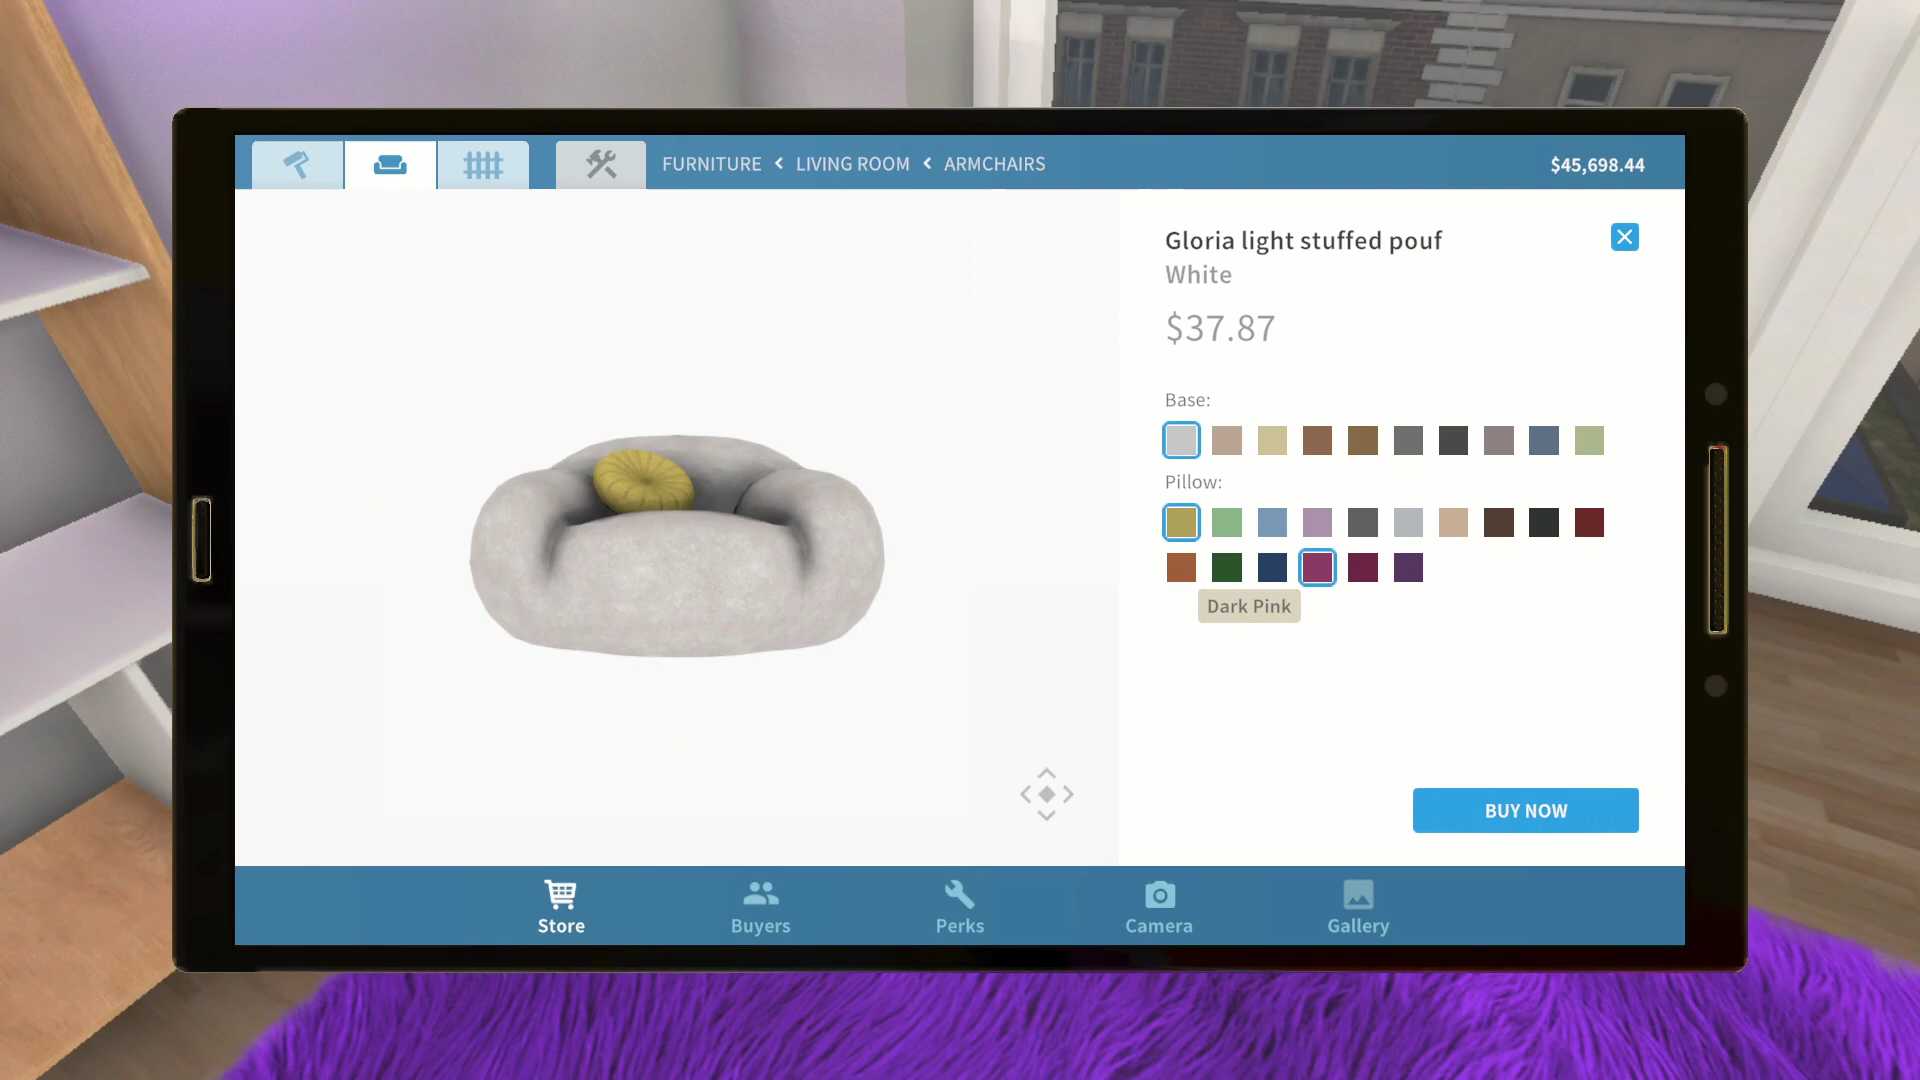 FURNITURE < LIVING ROOM < ARMCHAIRS
$45,698.44
Gloria light stuffed pouf
White
$37.87
Base:
Pillow:
Dark Pink
BUY NOW
Store
Buyers
Perks
Camera
Gallery